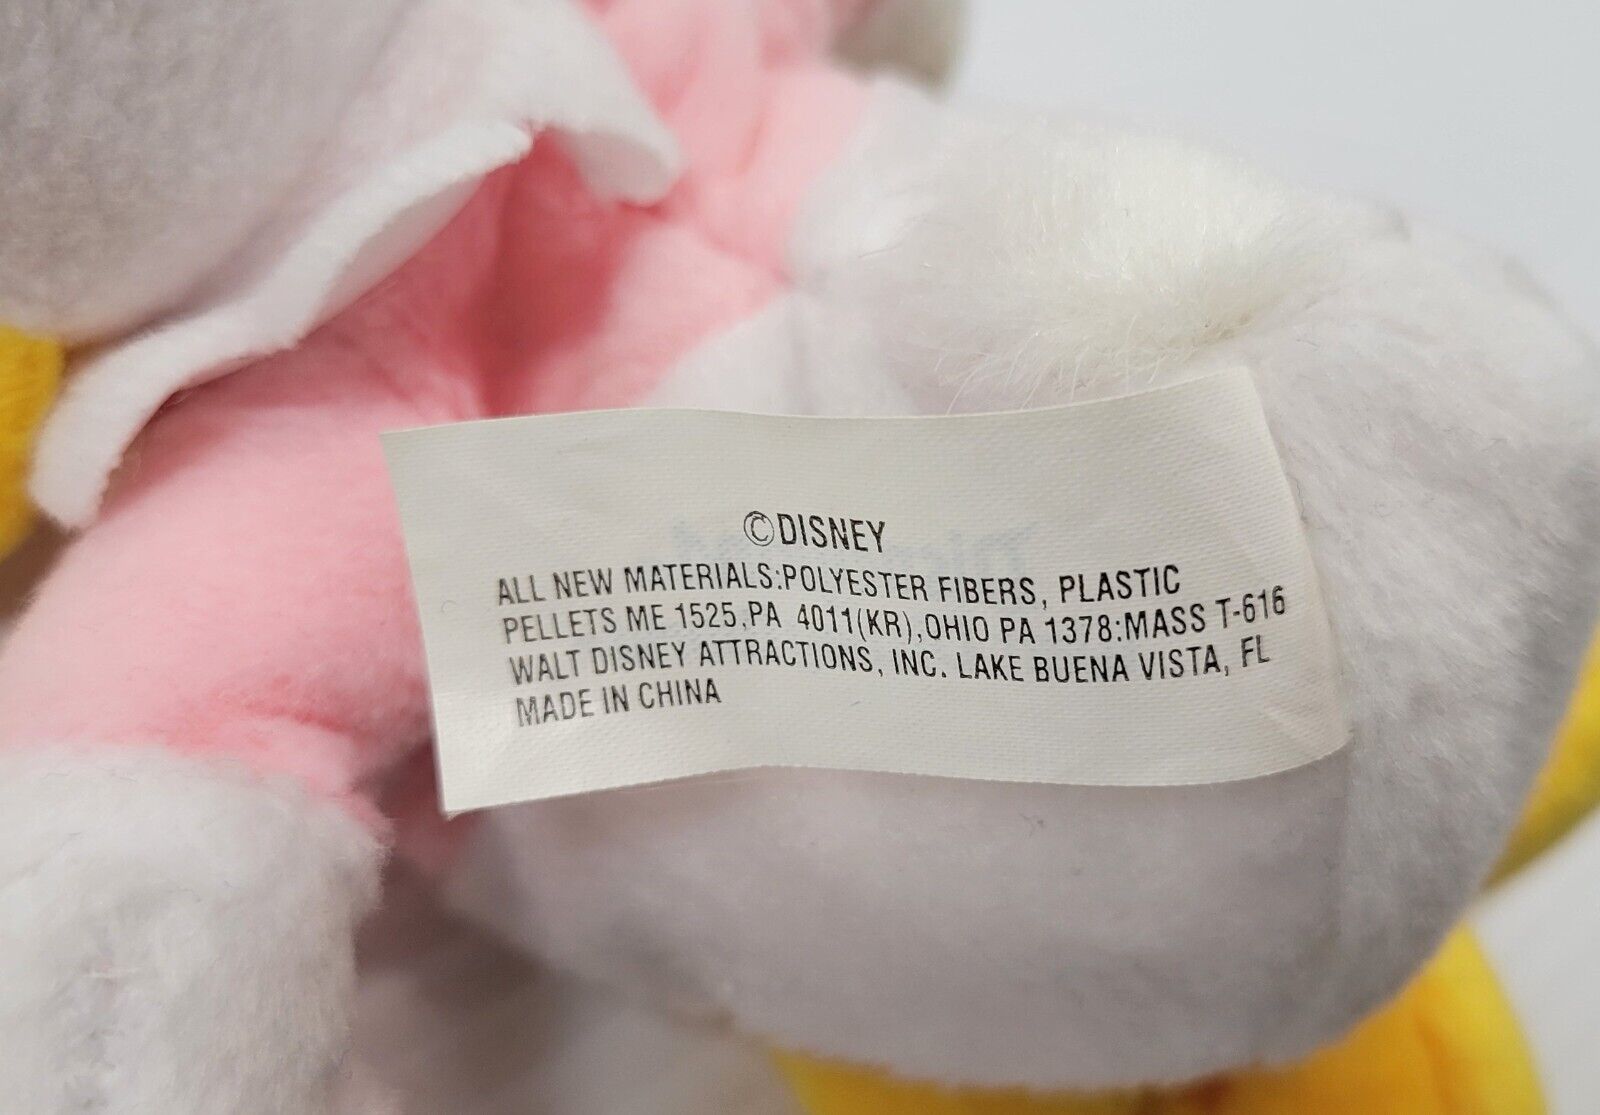 ©DISNEY
ALL NEW MATERIALS:POLYESTER FIBERS, PLASTIC
PELLETS ME 1525,PA 4011(KR),OHIO PA 1378:MASS T-616
WALT DISNEY ATTRACTIONS, INC. LAKE BUENA VISTA, FL
MADE IN CHINA